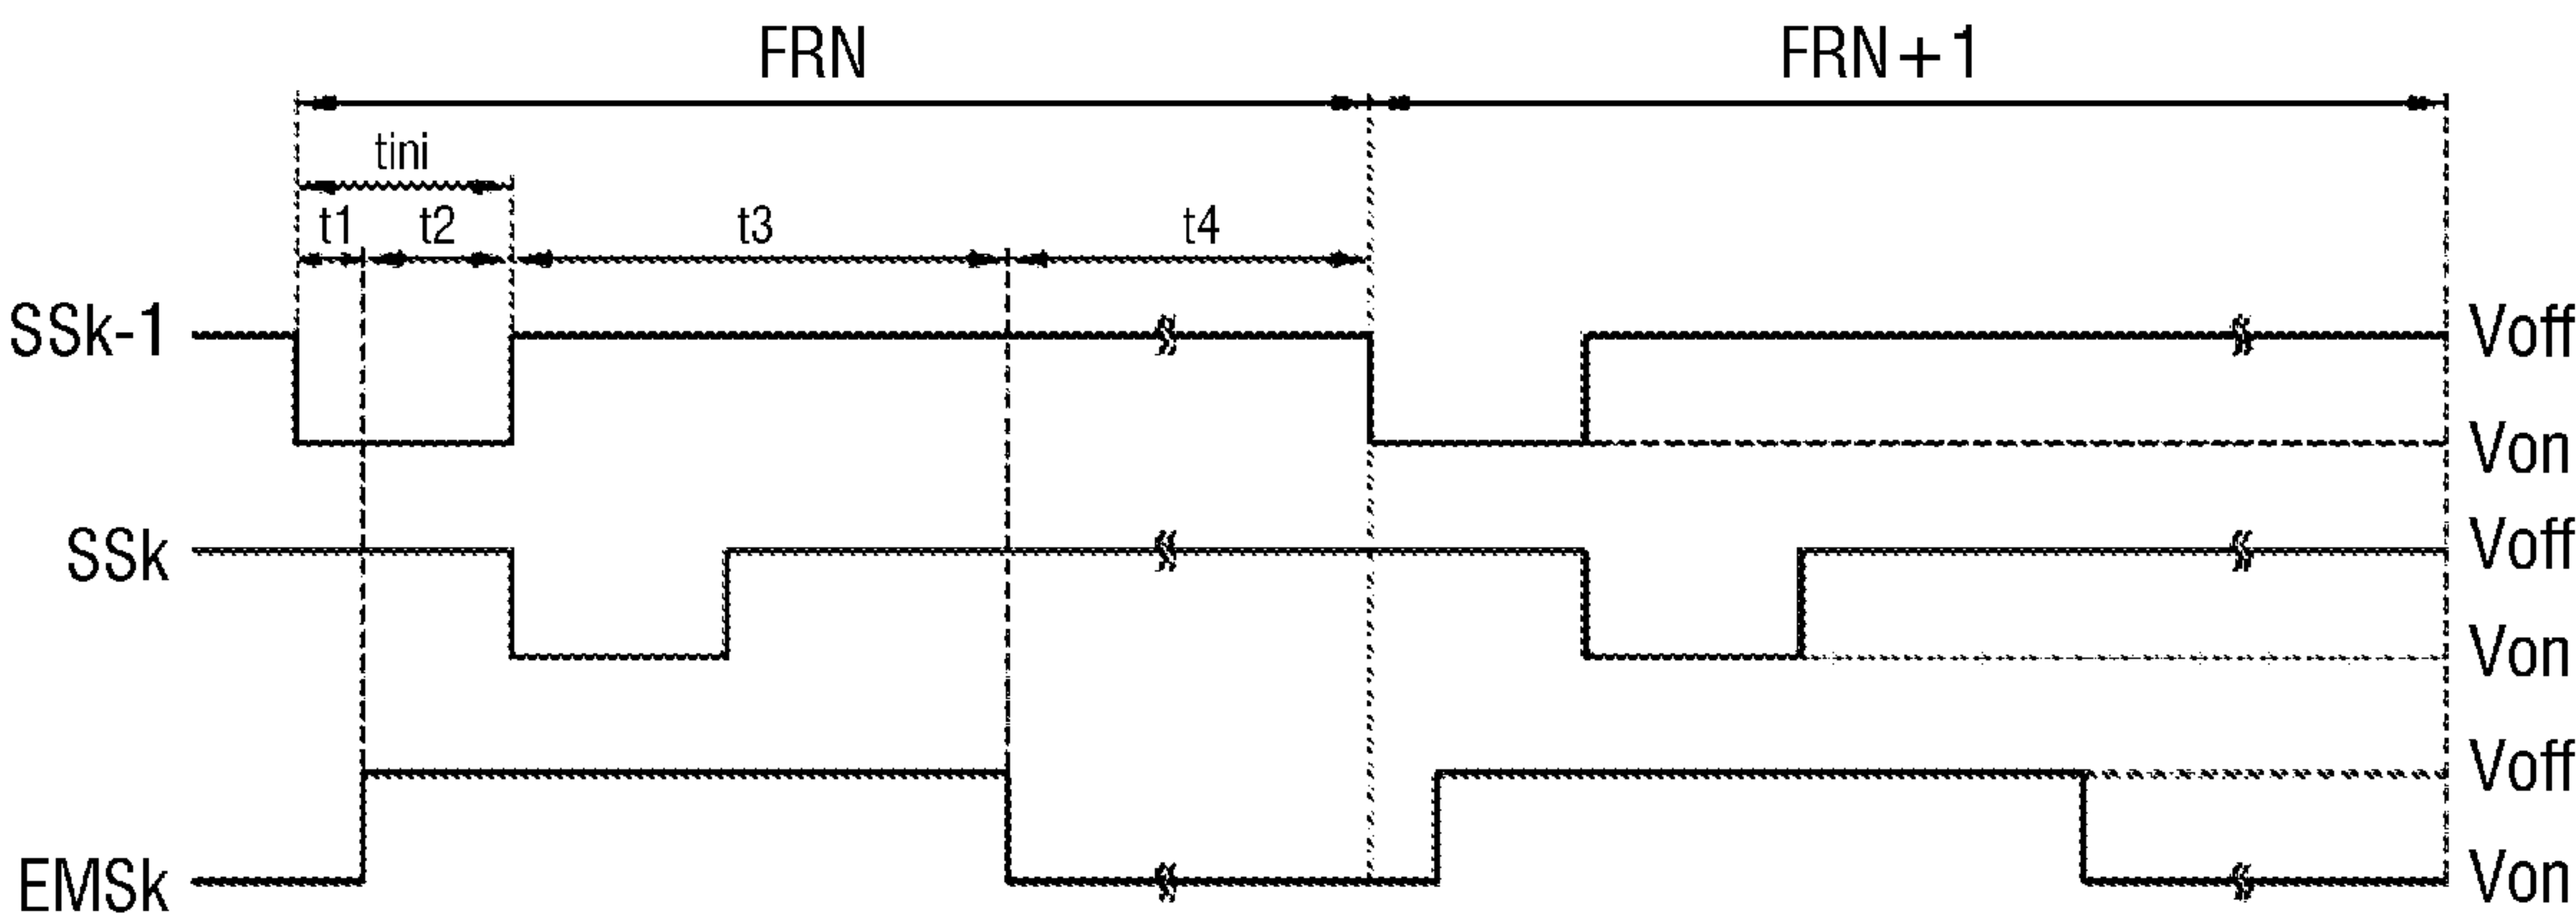 FRN FRN+1
tini
t1 t2 t3 t4
SSk-1 Voff
Von
SSk Voff
Von
Voff
EMSk Von